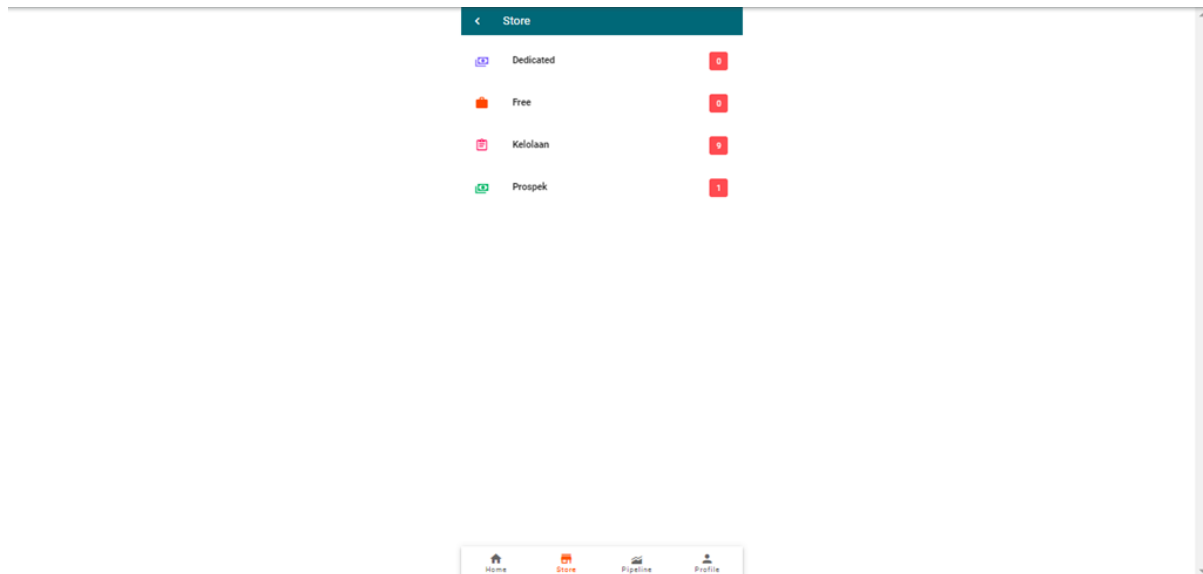 Store
Dedicated 0
Free 0
Kelolaan 9
Prospek 1
Home Store Pipeline Profile